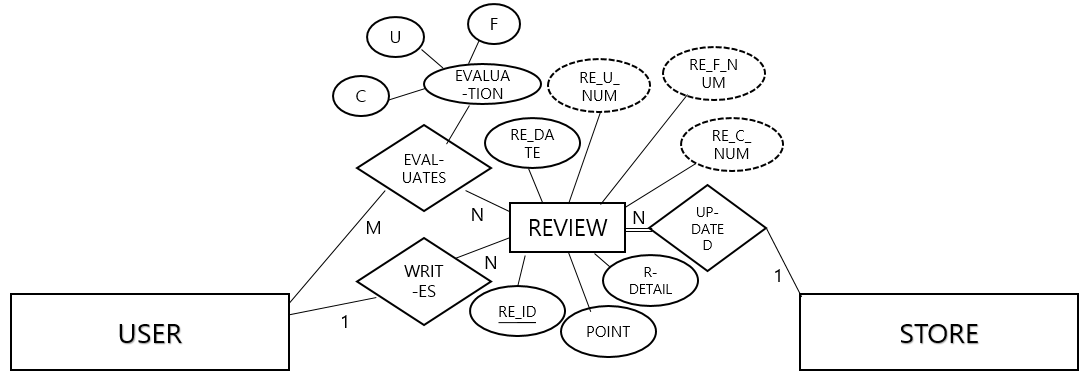 F
U
EVALUA
-TION
C
RE_U_
NUM
RE_F_N
UM
RE_DA
TE
RE_C_
NUM
EVAL-
UATES
M
N
REVIEW
N
UP-
DATE
D
WRIT
-ES
N
R-
DETAIL
RE_ID
POINT
1
1
USER
STORE